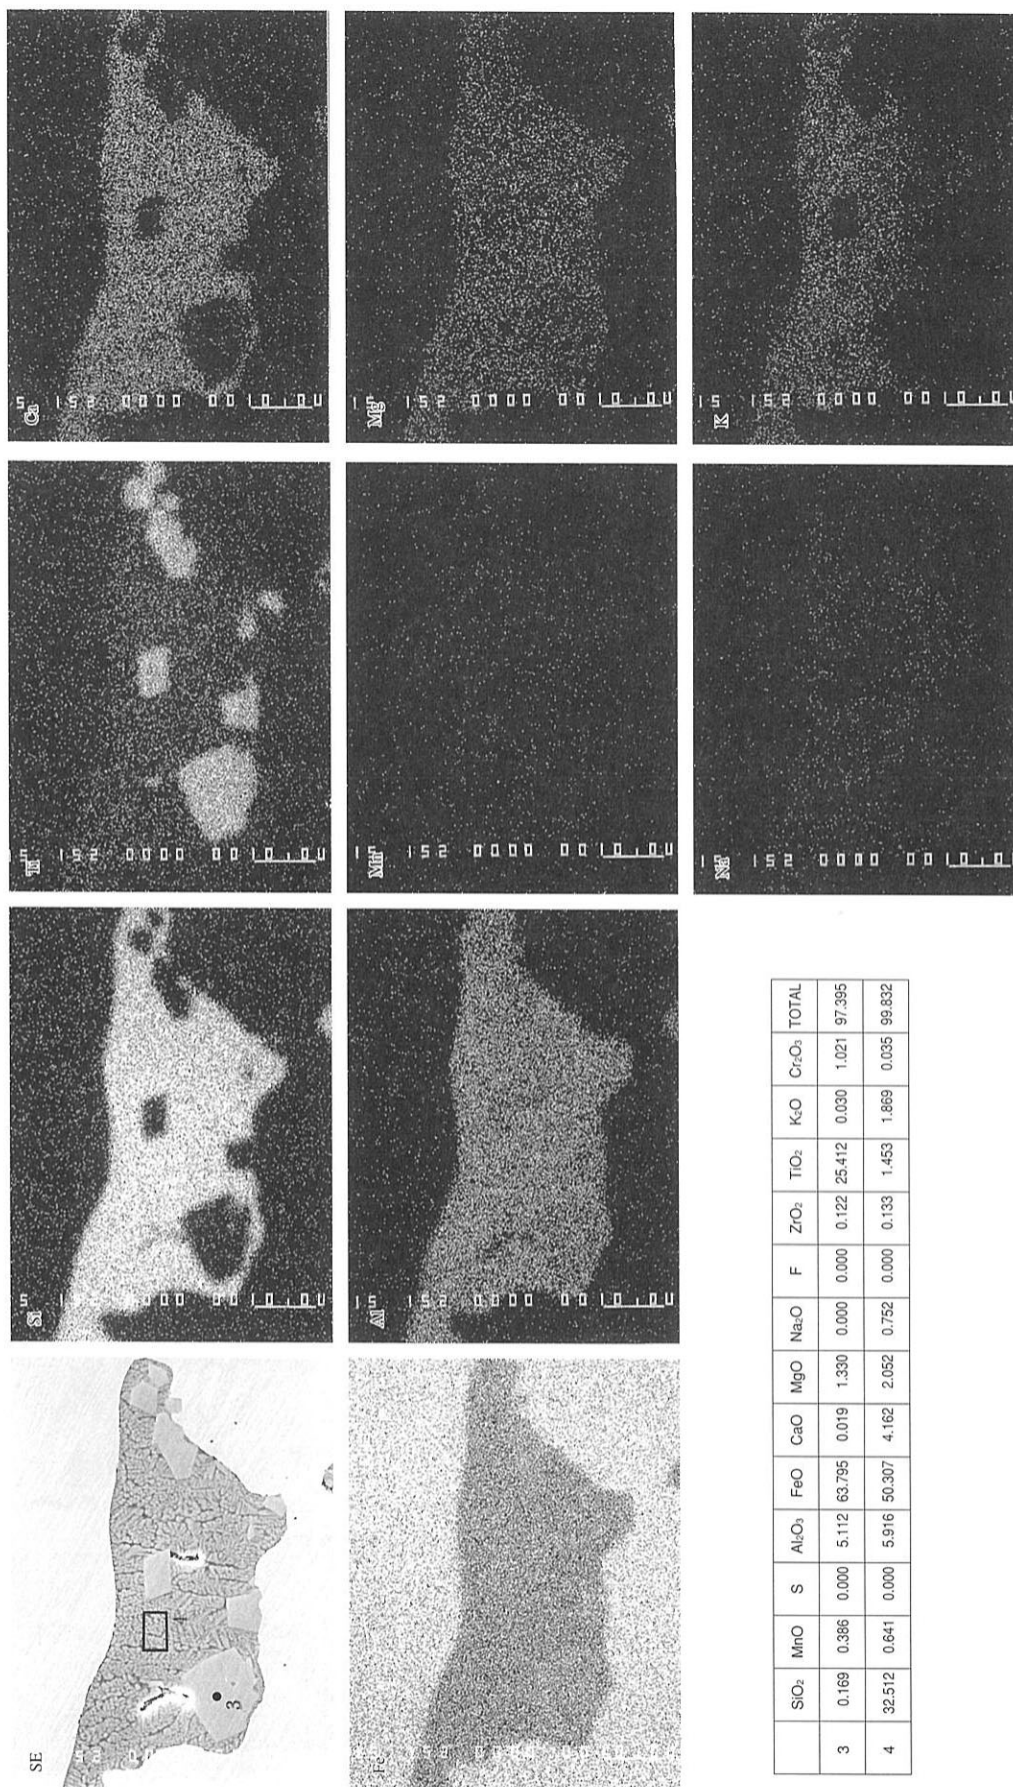 SE
3
4
Si
Ti
Ca
Fe
Al
Mn
Mg
Na
K
SiO₂ MnO S Al₂O₃ FeO CaO MgO Na₂O F ZrO₂ TiO₂ K₂O Cr₂O₃ TOTAL
3 0.169 0.386 0.000 5.112 63.795 0.019 1.330 0.000 0.000 0.122 25.412 0.030 1.021 97.395
4 32.512 0.641 0.000 5.916 50.307 4.162 2.052 0.752 0.000 0.133 1.453 1.869 0.035 99.832